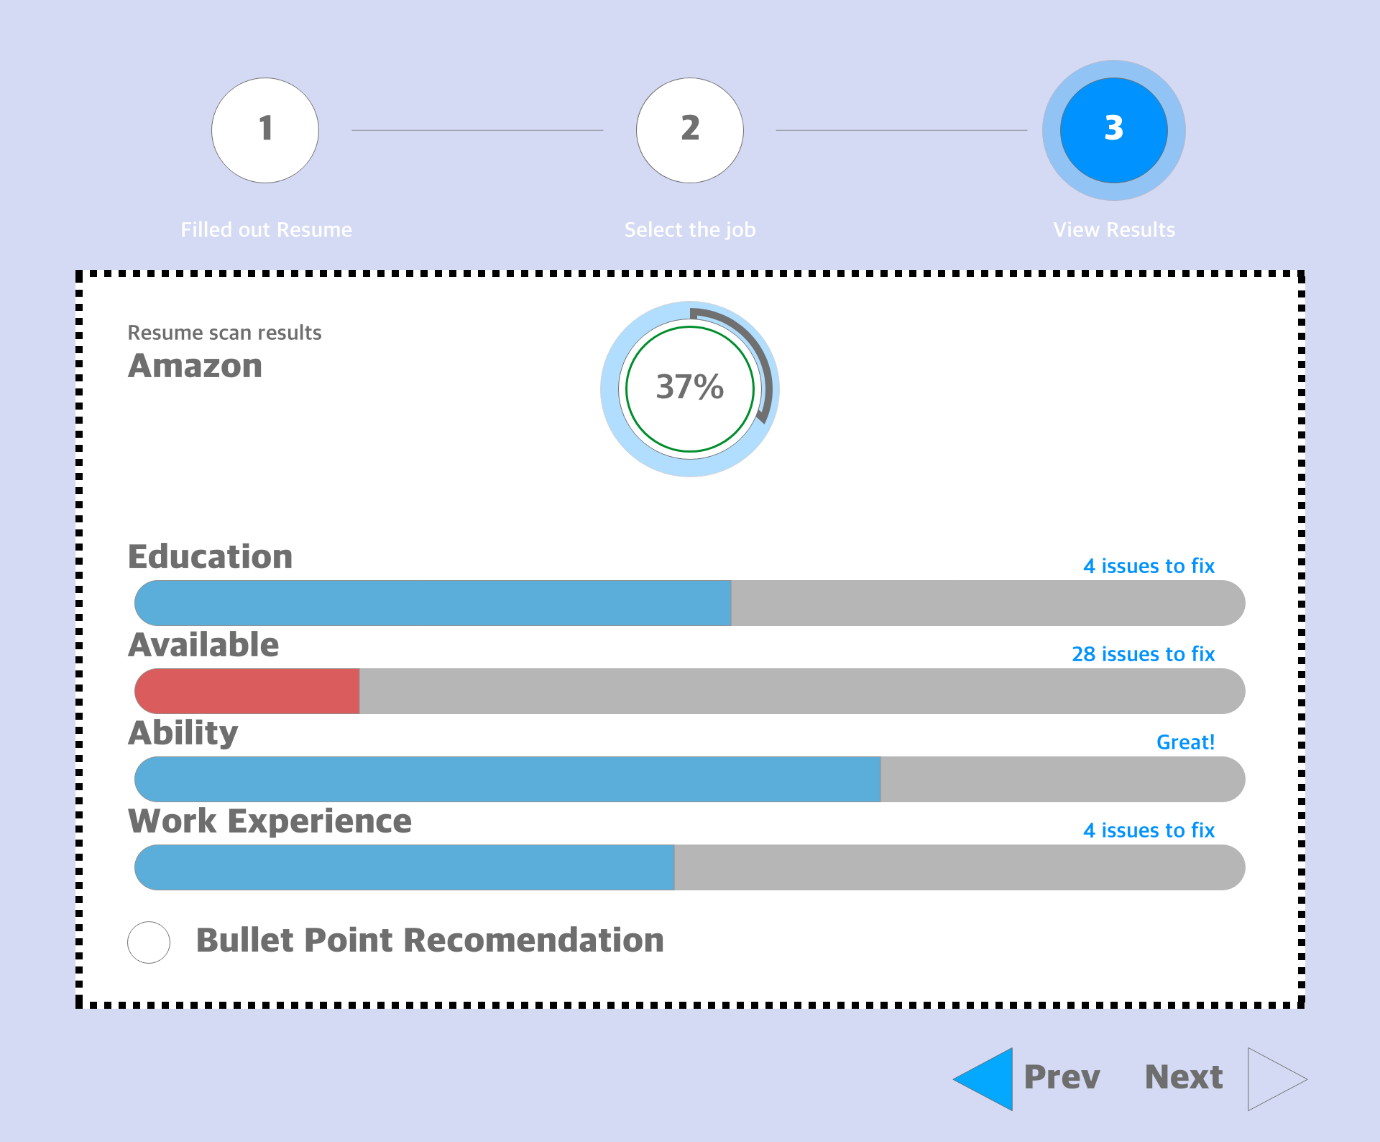 1
2
3
Filled out Resume
Select the job
View Results
Resume scan results
Amazon
37%
Education
4 issues to fix
Available
28 issues to fix
Ability
Great!
Work Experience
4 issues to fix
Bullet Point Recomendation
Prev
Next